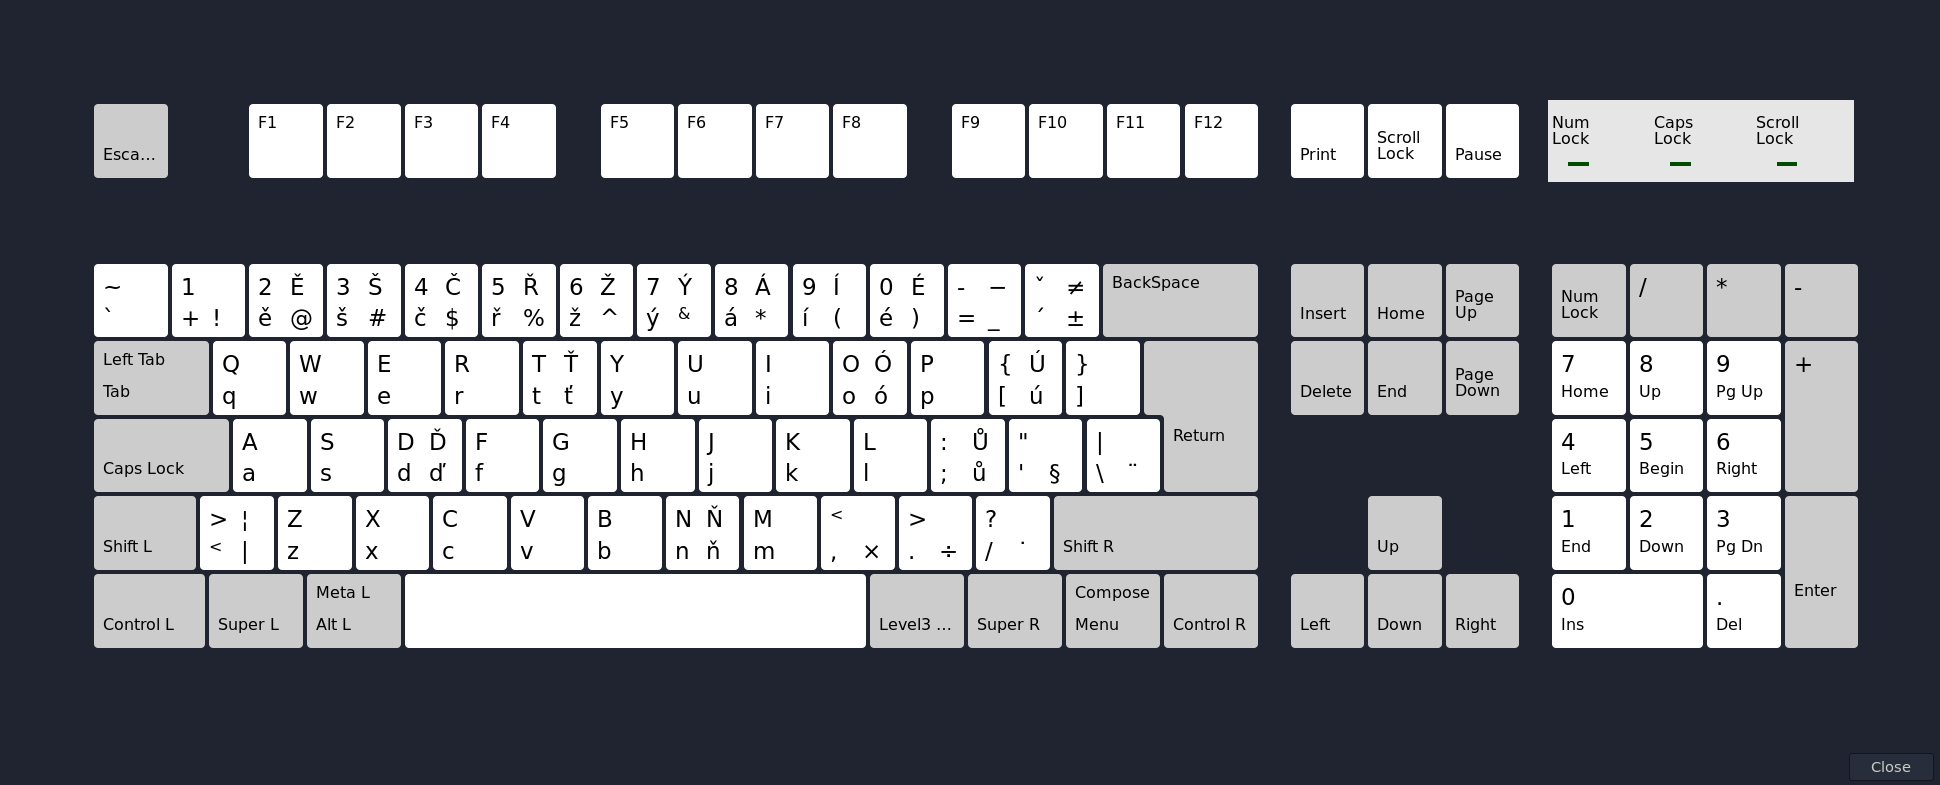 Esca... F1 F2 F3 F4 F5 F6 F7 F8 F9 F10 F11 F12 Print Scroll Lock Pause Num Lock Caps Lock Scroll Lock
~ 1 2 Ě 3 Š 4 Č 5 Ř 6 Ž 7 Ý 8 Á 9 Í 0 É - − ˇ ≠ BackSpace Insert Home Page Up Num Lock / * -
` + ! ě @ š # č $ ř % ž ^ ý & á * í ( é ) = _ ´ ±
Left Tab Q W E R T Ť Y U I O Ó P { Ú } Delete End Page Down 7 8 9 +
Tab q w e r t ť y u i o ó p [ ú ] Home Up Pg Up
Caps Lock A S D Ď F G H J K L : Ů " | Return 4 5 6
a s d ď f g h j k l ; ů ' § \ ¨ Left Begin Right
Shift L > ¦ Z X C V B N Ň M < > ? Shift R Up 1 2 3
< | z x c v b n ň m , × . ÷ / ˙ End Down Pg Dn
Control L Super L Meta L Level3 ... Super R Compose Control R Left Down Right 0 . Enter
Alt L Menu Ins Del
Close